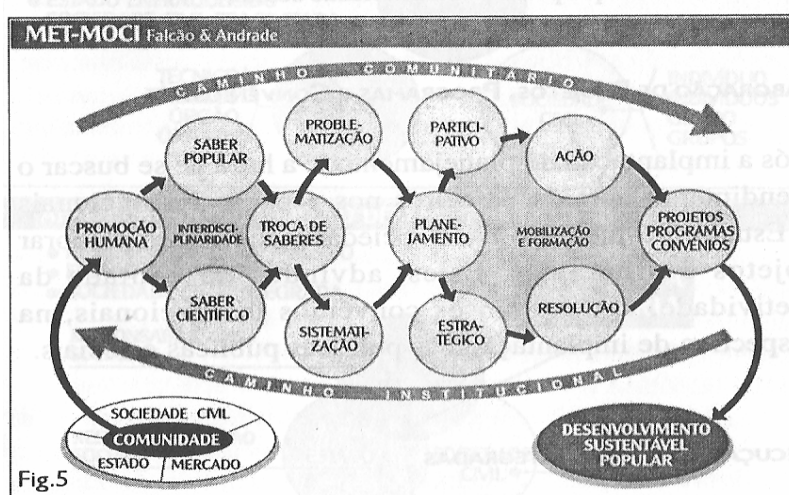 MET-MOCI Falcão & Andrade
CAMINHO COMUNITÁRIO
SABER
POPULAR
PROBLE-
MATIZAÇÃO
PARTICI-
PATIVO
AÇÃO
PROMOÇÃO
HUMANA
INTERDISCI-
PLINARIDADE
TROCA DE
SABERES
PLANE-
JAMENTO
MOBILIZAÇÃO
E FORMAÇÃO
PROJETOS
PROGRAMAS
CONVÊNIOS
SABER
CIENTÍFICO
SISTEMATI-
ZAÇÃO
ESTRA-
TÉGICO
RESOLUÇÃO
CAMINHO INSTITUCIONAL
SOCIEDADE CIVIL
COMUNIDADE
ESTADO
MERCADO
DESENVOLVIMENTO
SUSTENTÁVEL
POPULAR
Fig.5